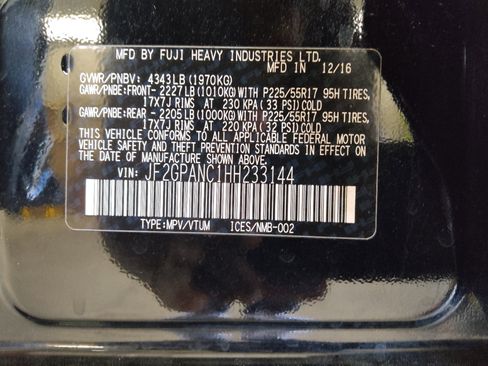 MFD BY FUJI HEAVY INDUSTRIES LTD.
MFD IN 12/16
GVWR/PNBV: 4343LB (1970KG)
GAWR/PNBE:FRONT- 2227LB(1010KG)WITH P225/55R17 95H TIRES,
17X7J RIMS AT 230 KPA(33 PSI)COLD
GAWR/PNBE:REAR - 2205LB(1000KG)WITH P225/55R17 95H TIRES,
17X7J RIMS AT 220 KPA(32 PSI)COLD
THIS VEHICLE CONFORMS TO ALL APPLICABLE FEDERAL MOTOR
VEHICLE SAFETY AND THEFT PREVENTION STANDARDS IN EFFECT
ON THE DATE OF MANUFACTURE SHOWN ABOVE.
VIN: JF2GPANC1HH233144
TYPE:MPV/VTUM ICES/NMB-002